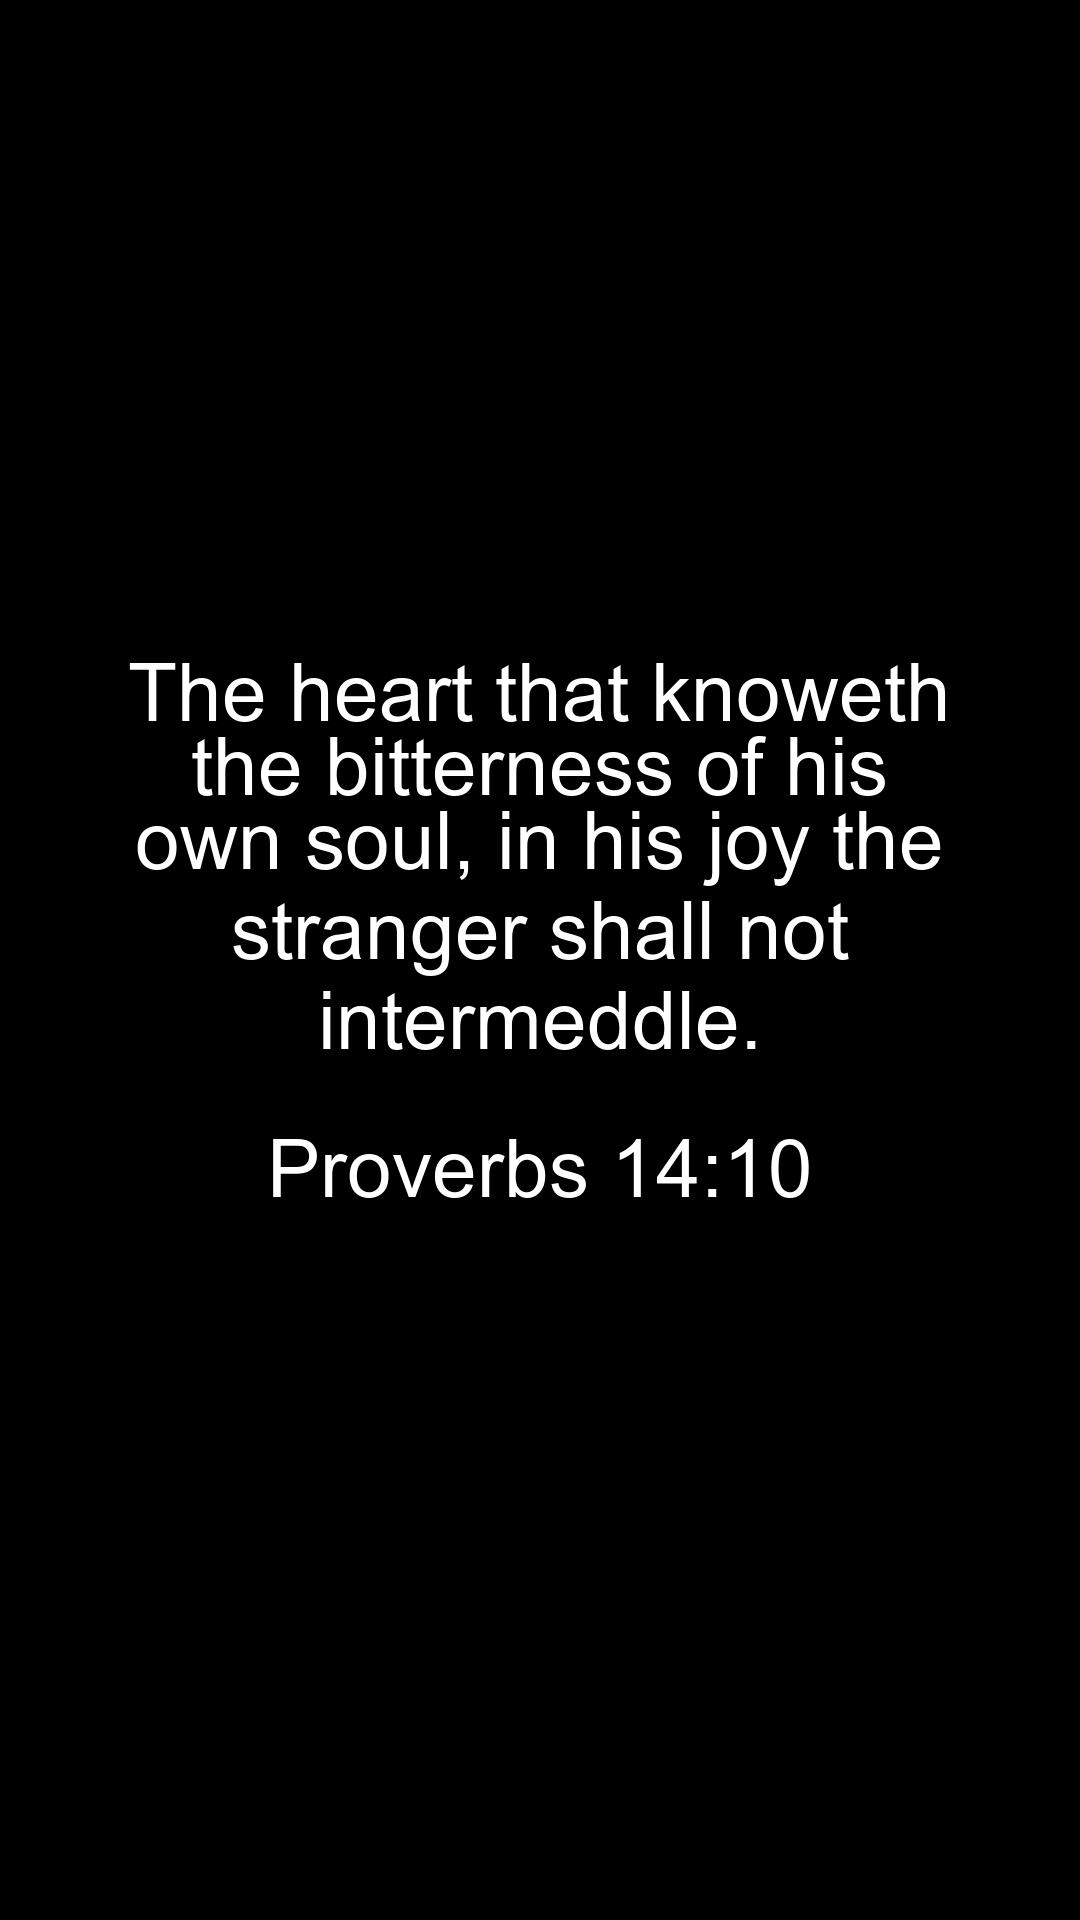 The heart that knoweth
the bitterness of his
own soul, in his joy the
stranger shall not
intermeddle.
Proverbs 14:10